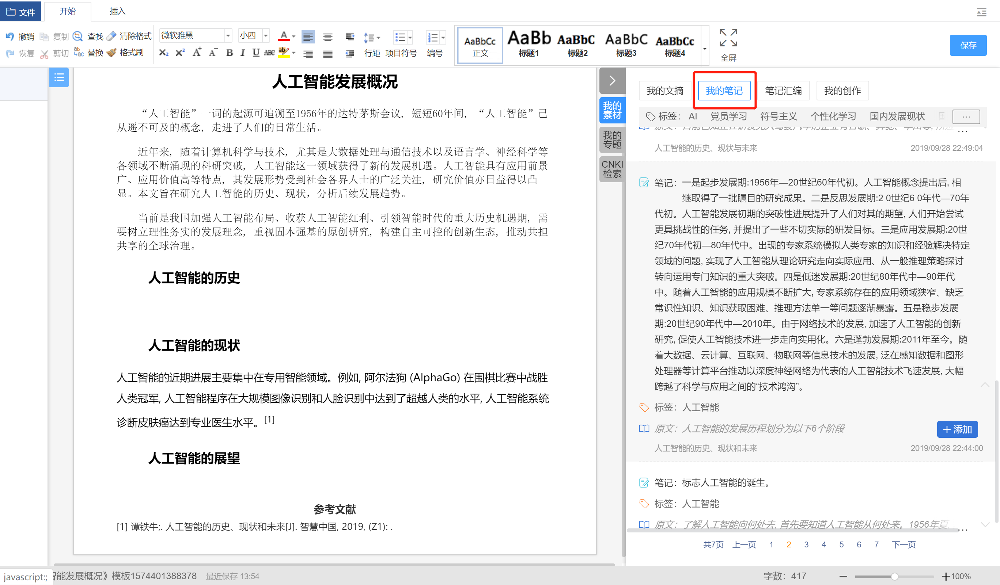 文件
开始
插入
撤销 复制 查找 清除格式
恢复 剪切 替换 格式刷
微软雅黑
小四
行距 项目符号 编号
AaBbCc
正文
AaBb
标题1
AaBbC
标题2
AaBbC
标题3
AaBbCc
标题4
全屏
保存
人工智能发展概况
“人工智能”一词的起源可追溯至1956年的达特茅斯会议, 短短60年间, “人工智能”已
从遥不可及的概念, 走进了人们的日常生活。
近年来, 随着计算机科学与技术, 尤其是大数据处理与通信技术以及语言学、神经科学等
各领域不断涌现的科研突破, 人工智能这一领域获得了新的发展机遇。人工智能具有应用前景
广、应用价值高等特点, 其发展形势受到社会各界人士的广泛关注, 研究价值亦日益得以凸
显。本文旨在研究人工智能的历史、现状，分析后续发展趋势。
当前是我国加强人工智能布局、收获人工智能红利、引领智能时代的重大历史机遇期, 需
要树立理性务实的发展理念, 重视固本强基的原创研究, 构建自主可控的创新生态, 推动共担
共享的全球治理。
人工智能的历史
人工智能的现状
人工智能的近期进展主要集中在专用智能领域。例如, 阿尔法狗 (AlphaGo) 在围棋比赛中战胜
人类冠军, 人工智能程序在大规模图像识别和人脸识别中达到了超越人类的水平, 人工智能系统
诊断皮肤癌达到专业医生水平。[1]
人工智能的展望
参考文献
[1] 谭铁牛;. 人工智能的历史、现状和未来[J]. 智慧中国, 2019, (Z1): .
我的
素材
我的
专题
CNKI
检索
我的文摘
我的笔记
笔记汇编
我的创作
标签： AI 党员学习 符号主义 个性化学习 国内发展现状 ...
原文：目前已知正在研发无人驾驶汽车的企业有谷歌、奔驰、丰田等, ...
人工智能的历史、现状与未来 2019/09/28 22:49:04
笔记：一是起步发展期:1956年—20世纪60年代初。人工智能概念提出后, 相
继取得了一批瞩目的研究成果。二是反思发展期:2 0世纪6 0年代—70年
代初。人工智能发展初期的突破性进展提升了人们对其的期望, 人们开始尝试
更具挑战性的任务, 并提出了一些不切实际的研发目标。三是应用发展期:20世
纪70年代初—80年代中。出现的专家系统模拟人类专家的知识和经验解决特定
领域的问题, 实现了人工智能从理论研究走向实际应用、从一般推理策略探讨
转向运用专门知识的重大突破。四是低迷发展期:20世纪80年代中—90年代
中。随着人工智能的应用规模不断扩大, 专家系统存在的应用领域狭窄、缺乏
常识性知识、知识获取困难、推理方法单一等问题逐渐暴露。五是稳步发展
期:20世纪90年代中—2010年。由于网络技术的发展, 加速了人工智能的创新
研究, 促使人工智能技术进一步走向实用化。六是蓬勃发展期:2011年至今。随
着大数据、云计算、互联网、物联网等信息技术的发展, 泛在感知数据和图形
处理器等计算平台推动以深度神经网络为代表的人工智能技术飞速发展, 大幅
跨越了科学与应用之间的“技术鸿沟”。
标签：人工智能
原文：人工智能的发展历程划分为以下6个阶段
+ 添加
人工智能的历史、现状和未来 2019/09/28 22:44:00
笔记：标志人工智能的诞生。
标签：人工智能
原文：了解人工智能向何处去, 首先要知道人工智能从何处来。1956年夏 ...
共7页 上一页 1 2 3 4 5 6 7 下一页
javascript:;
智能发展概况》模板1574401388378 最近保存 13:54
字数：417
100%